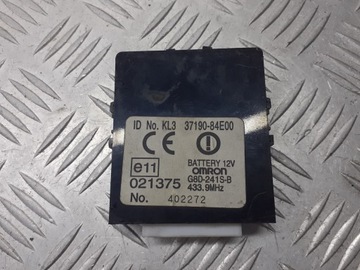 ID No. KL3 37190-84E00
CE
e11
BATTERY 12V
OMRON
021375
G8D-241S-B
433.9MHz
No. 402272